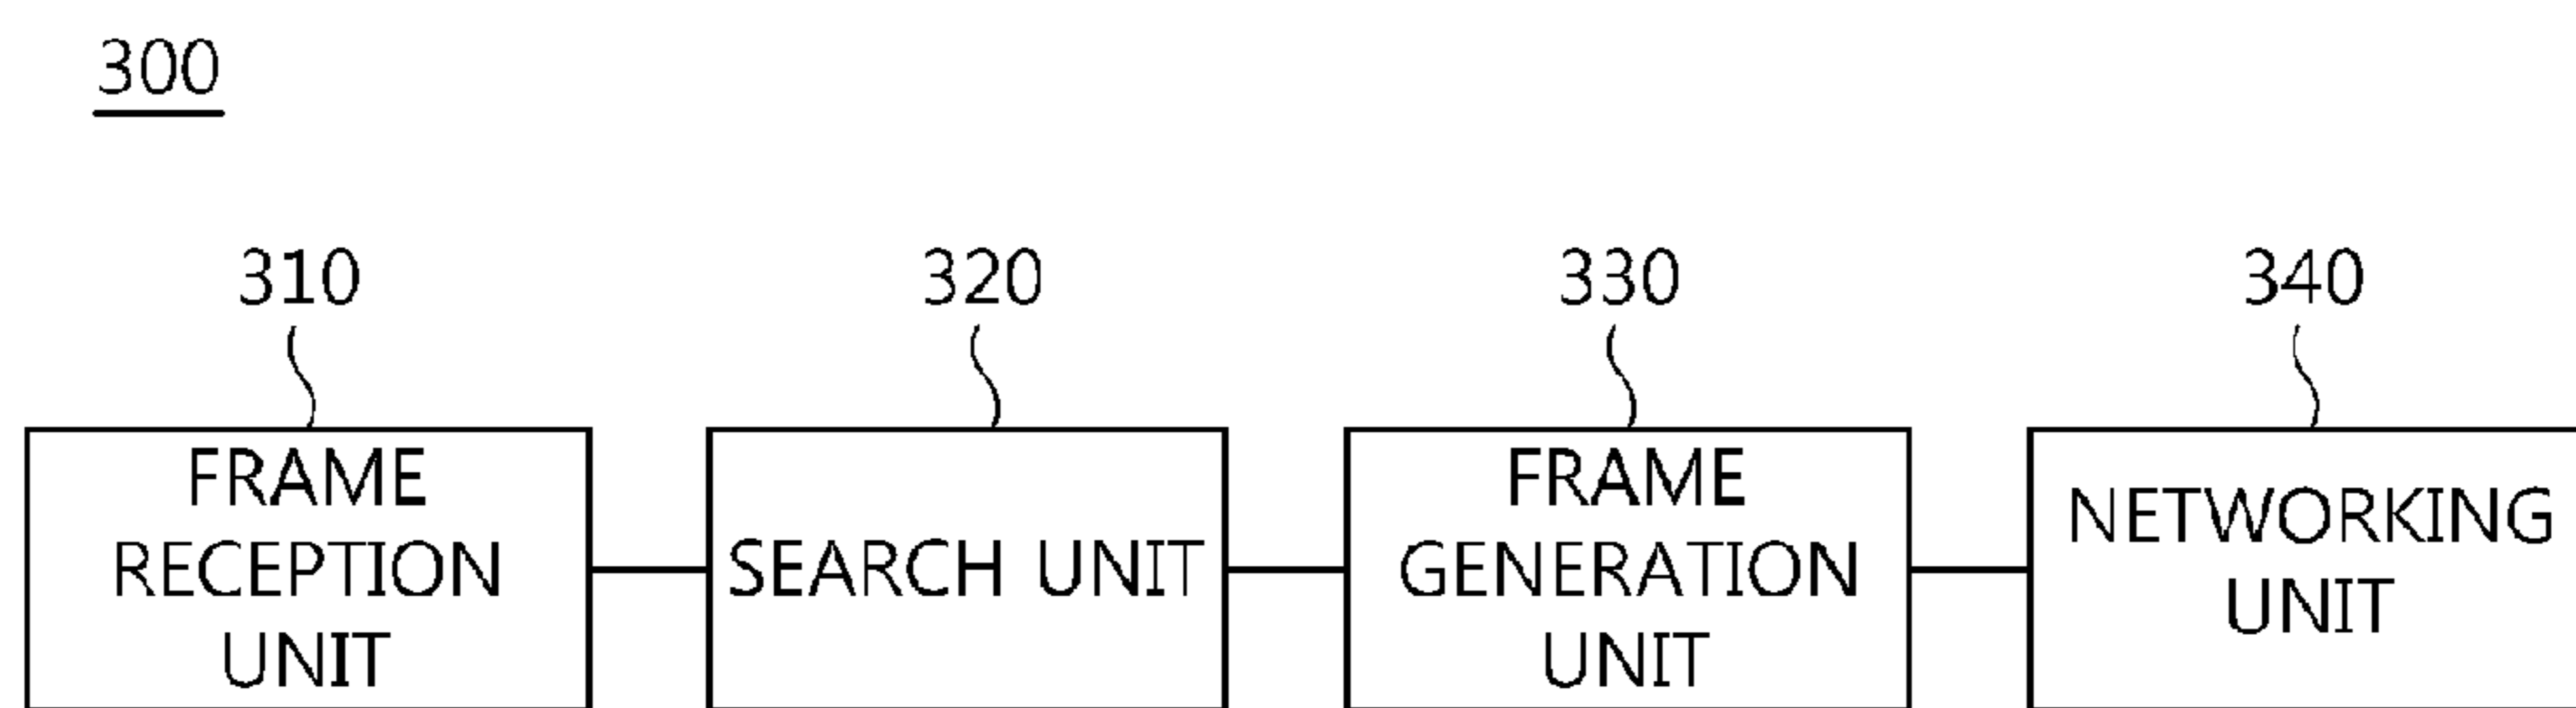 300
310
320
330
340
FRAME
RECEPTION
UNIT
SEARCH UNIT
FRAME
GENERATION
UNIT
NETWORKING
UNIT